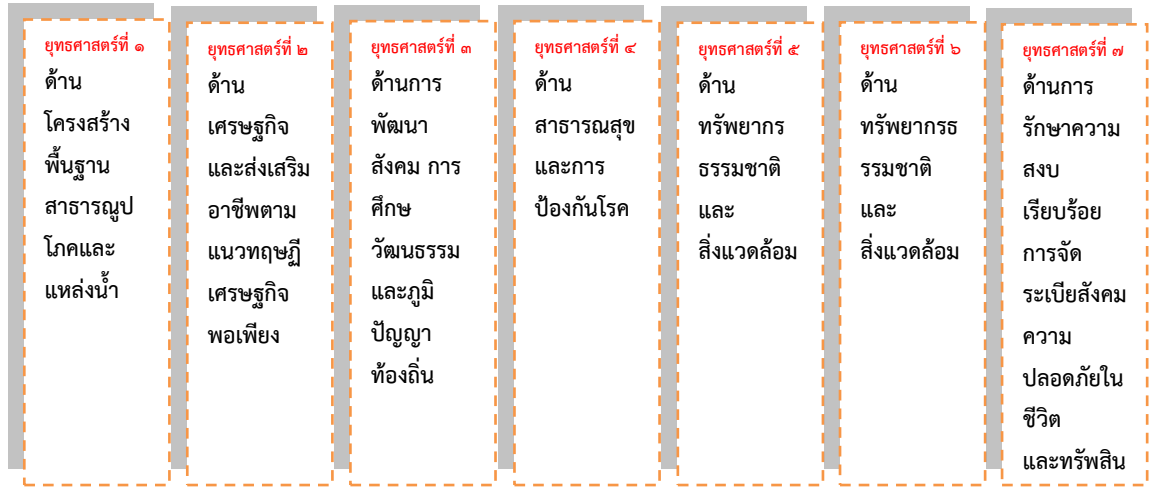 ยุทธศาสตร์ที่ ๑
ด้าน
โครงสร้าง
พื้นฐาน
สาธารณูป
โภคและ
แหล่งน้ำ
ยุทธศาสตร์ที่ ๒
ด้าน
เศรษฐกิจ
และส่งเสริม
อาชีพตาม
แนวทฤษฏี
เศรษฐกิจ
พอเพียง
ยุทธศาสตร์ที่ ๓
ด้านการ
พัฒนา
สังคม การ
ศึกษ
วัฒนธรรม
และภูมิ
ปัญญา
ท้องถิ่น
ยุทธศาสตร์ที่ ๔
ด้าน
สาธารณสุข
และการ
ป้องกันโรค
ยุทธศาสตร์ที่ ๕
ด้าน
ทรัพยากร
ธรรมชาติ
และ
สิ่งแวดล้อม
ยุทธศาสตร์ที่ ๖
ด้าน
ทรัพยากรธ
รรมชาติ
และ
สิ่งแวดล้อม
ยุทธศาสตร์ที่ ๗
ด้านการ
รักษาความ
สงบ
เรียบร้อย
การจัด
ระเบียสังคม
ความ
ปลอดภัยใน
ชีวิต
และทรัพสิน